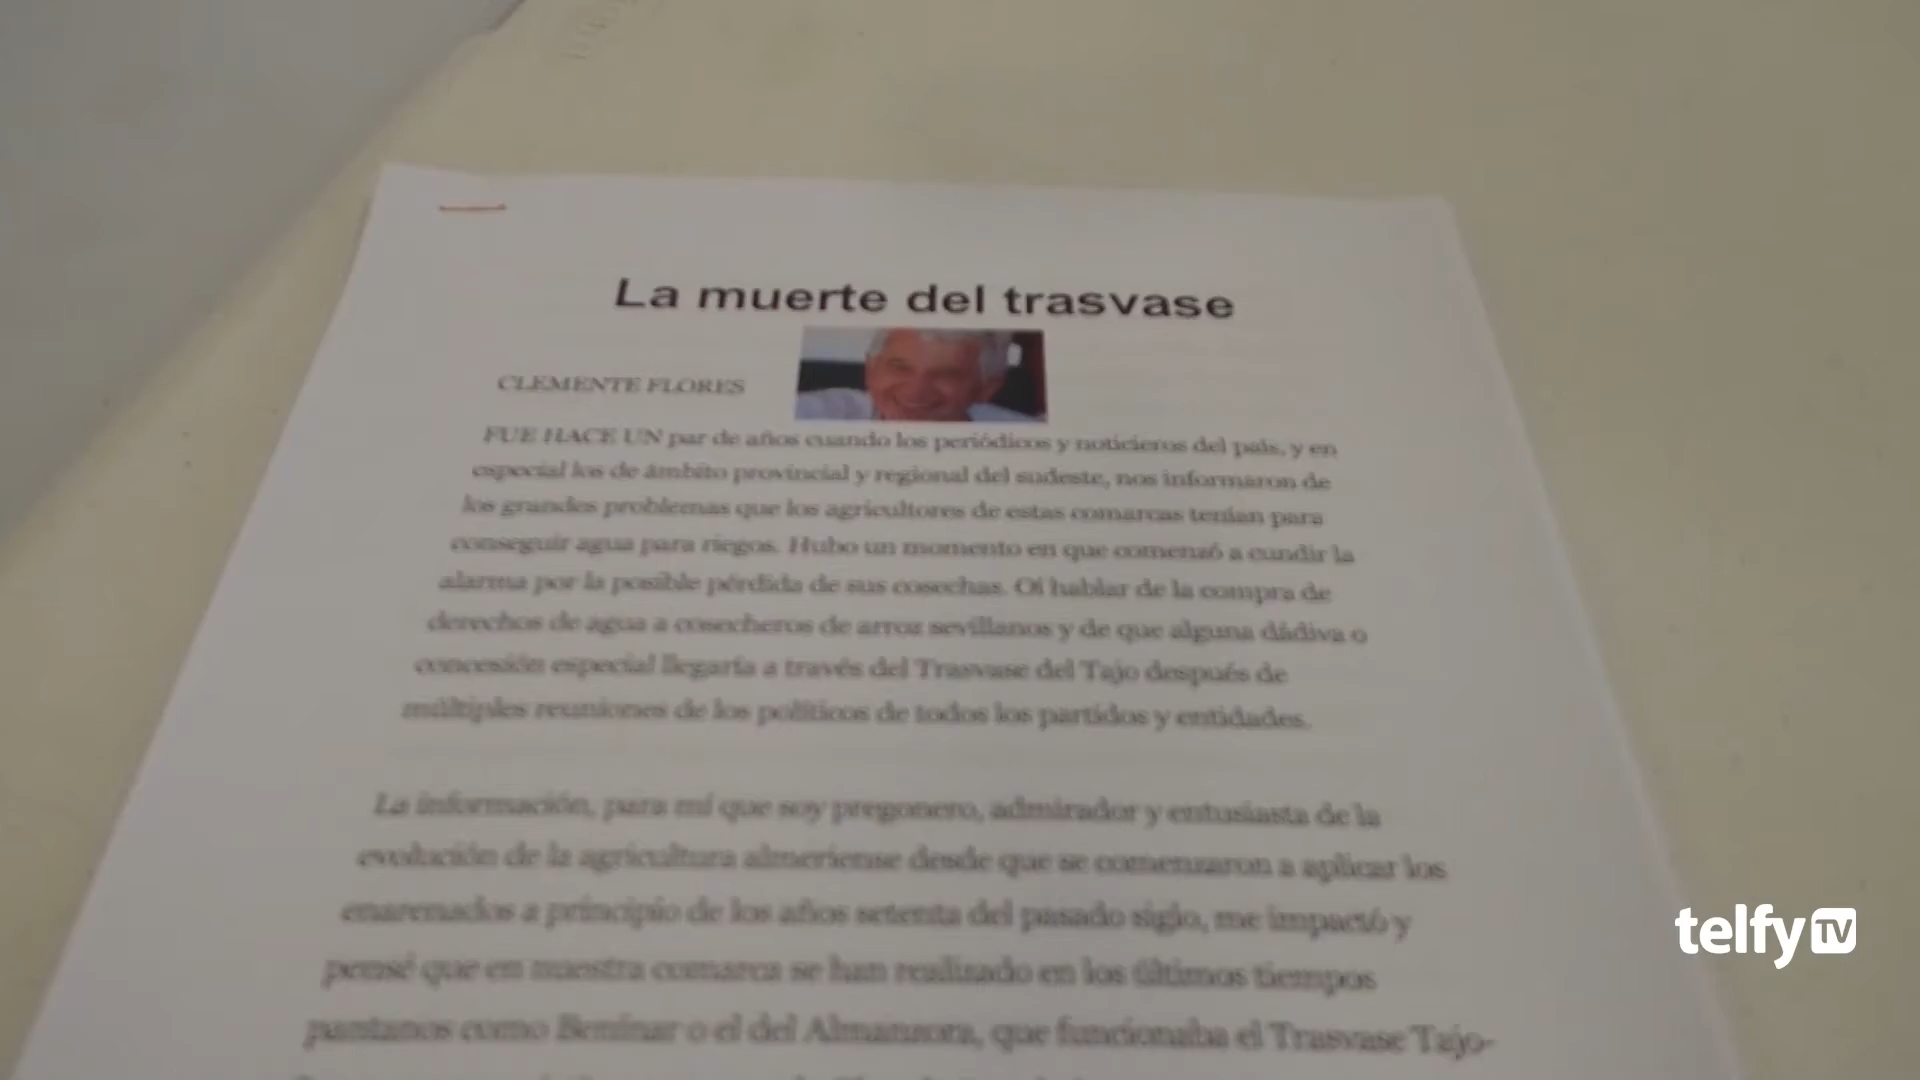 La muerte del trasvase
CLEMENTE FLORES
FUE HACE UN par de años cuando los periódicos y noticieros del país, y en
especial los de ámbito provincial y regional del sudeste, nos informaron de
los grandes problemas que los agricultores de estas comarcas tenían para
conseguir agua para riegos. Hubo un momento en que comenzó a cundir la
alarma por la posible pérdida de sus cosechas. Oí hablar de la compra de
derechos de agua a cosecheros de arroz sevillanos y de que alguna dádiva o
concesión especial llegaría a través del Trasvase del Tajo después de
múltiples reuniones de los políticos de todos los partidos y entidades.
La información, para mí que soy pregonero, admirador y entusiasta de la
evolución de la agricultura almeriense desde que se comenzaron a aplicar los
enarenados a principio de los años setenta del pasado siglo, me impactó y
pensé que en nuestra comarca se han realizado en los últimos tiempos
pantanos como Beninar o el del Almanzora, que funcionaba el Trasvase Tajo-
telfy TV